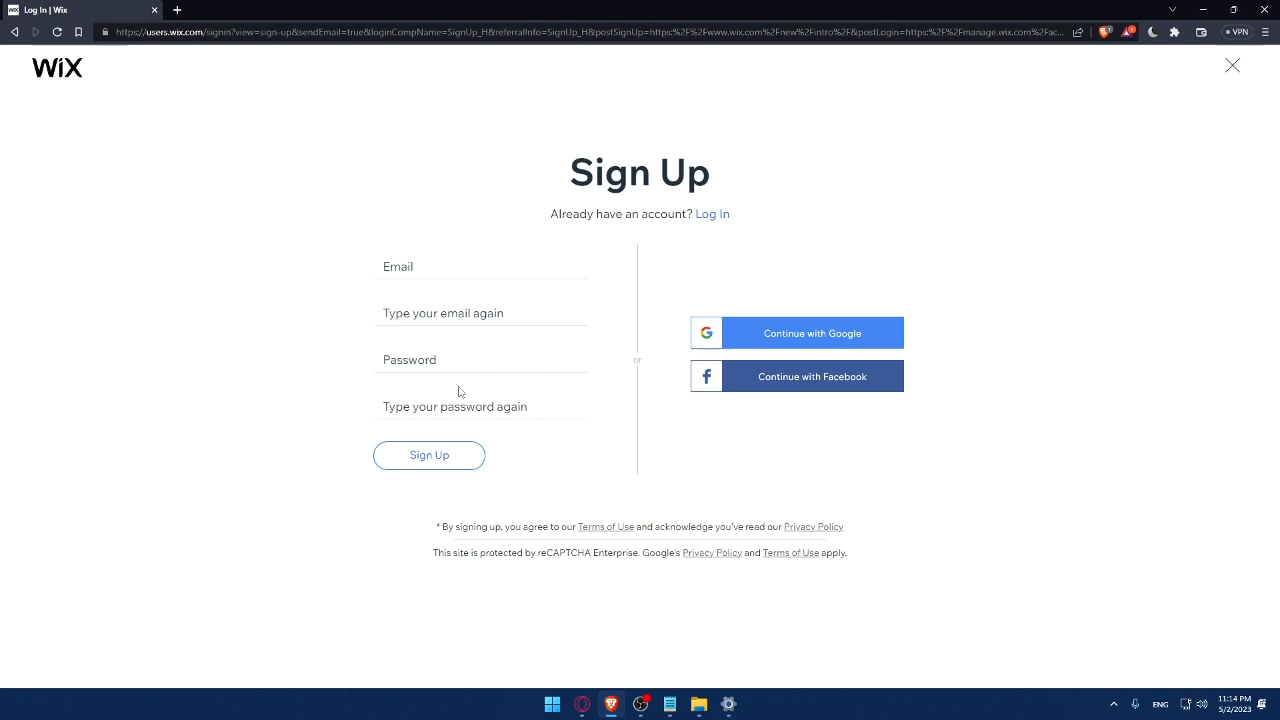 Log In | Wix
https://users.wix.com/signin?view=sign-up&sendEmail=true&loginCompName=SignUp_H&referralInfo=SignUp_H&postSignUp=https:%2F%2Fwww.wix.com%2Fnew%2Fintro%2F&postLogin=https:%2F%2Fmanage.wix.com%2Fac...
VPN
WiX
Sign Up
Already have an account? Log In
Email
Type your email again
Password
Type your password again
Sign Up
or
Continue with Google
Continue with Facebook
* By signing up, you agree to our Terms of Use and acknowledge you've read our Privacy Policy
This site is protected by reCAPTCHA Enterprise. Google's Privacy Policy and Terms of Use apply.
ENG
11:14 PM
5/2/2023